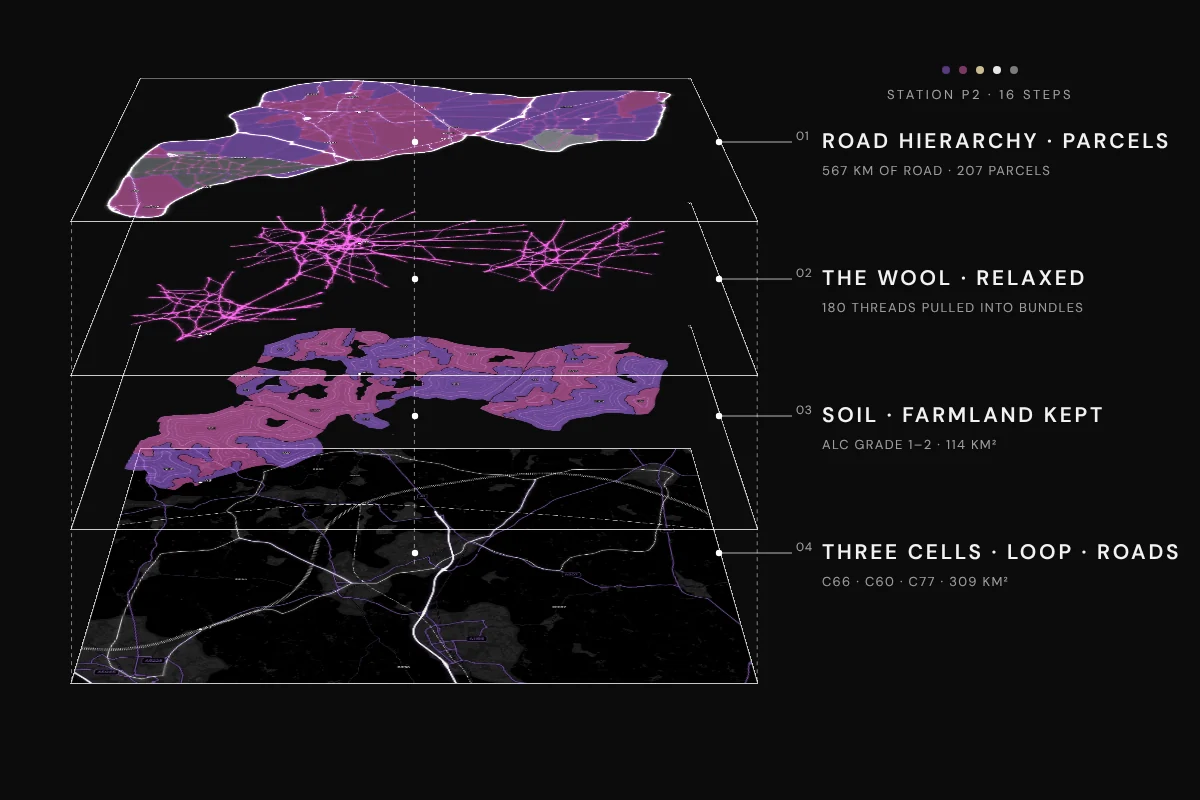 STATION P2 · 16 STEPS
01
ROAD HIERARCHY · PARCELS
567 KM OF ROAD · 207 PARCELS
02
THE WOOL · RELAXED
180 THREADS PULLED INTO BUNDLES
03
SOIL · FARMLAND KEPT
ALC GRADE 1–2 · 114 KM²
04
THREE CELLS · LOOP · ROADS
C66 · C60 · C77 · 309 KM²